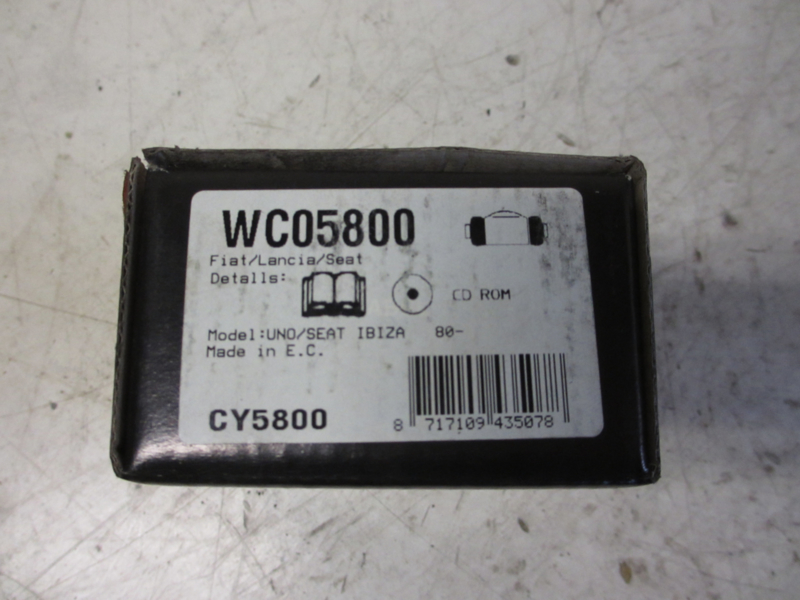 WC05800
Fiat/Lancia/Seat
Details:
CD ROM
Model:UNO/SEAT IBIZA 80-
Made in E.C.
CY5800
8 717109 435078